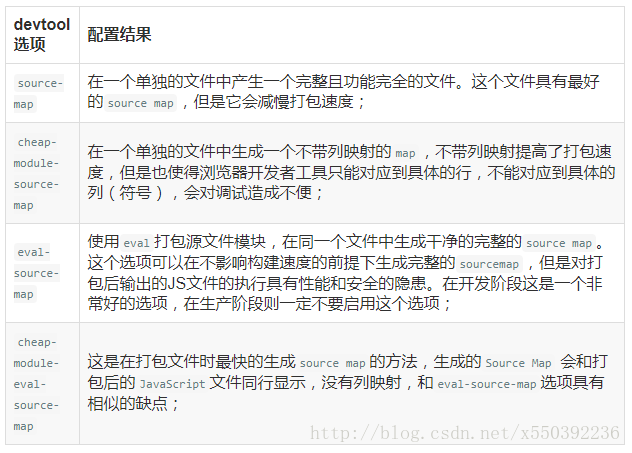 devtool
选项
配置结果
source-
map
在一个单独的文件中产生一个完整且功能完全的文件。这个文件具有最好
的 source map ，但是它会减慢打包速度；
cheap-
module-
source-
map
在一个单独的文件中生成一个不带列映射的 map ，不带列映射提高了打包速
度，但是也使得浏览器开发者工具只能对应到具体的行，不能对应到具体的
列（符号），会对调试造成不便；
eval-
source-
map
使用 eval 打包源文件模块，在同一个文件中生成干净的完整的 source map 。
这个选项可以在不影响构建速度的前提下生成完整的 sourcemap ，但是对打
包后输出的JS文件的执行具有性能和安全的隐患。在开发阶段这是一个非
常好的选项，在生产阶段则一定不要启用这个选项；
cheap-
module-
eval-
source-
map
这是在打包文件时最快的生成 source map 的方法，生成的 Source Map 会和打
包后的 JavaScript 文件同行显示，没有列映射，和 eval-source-map 选项具有
相似的缺点；
http://blog.csdn.net/x550392236